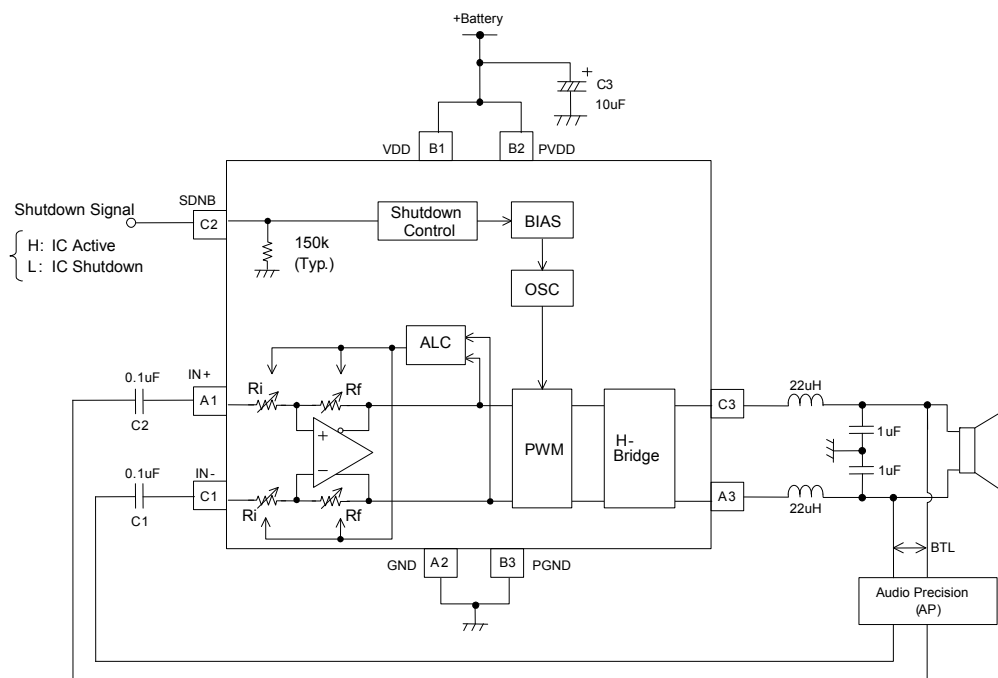 +Battery
+
C3
10uF
VDD
B1
B2
PVDD
SDNB
Shutdown Signal
C2
H: IC Active
L: IC Shutdown
150k
(Typ.)
Shutdown
Control
BIAS
OSC
ALC
0.1uF
IN+
A1
C2
Ri
Rf
+
−
PWM
H-
Bridge
C3
22uH
1uF
1uF
0.1uF
IN-
C1
C1
Ri
Rf
A3
22uH
GND
A2
B3
PGND
BTL
Audio Precision
(AP)